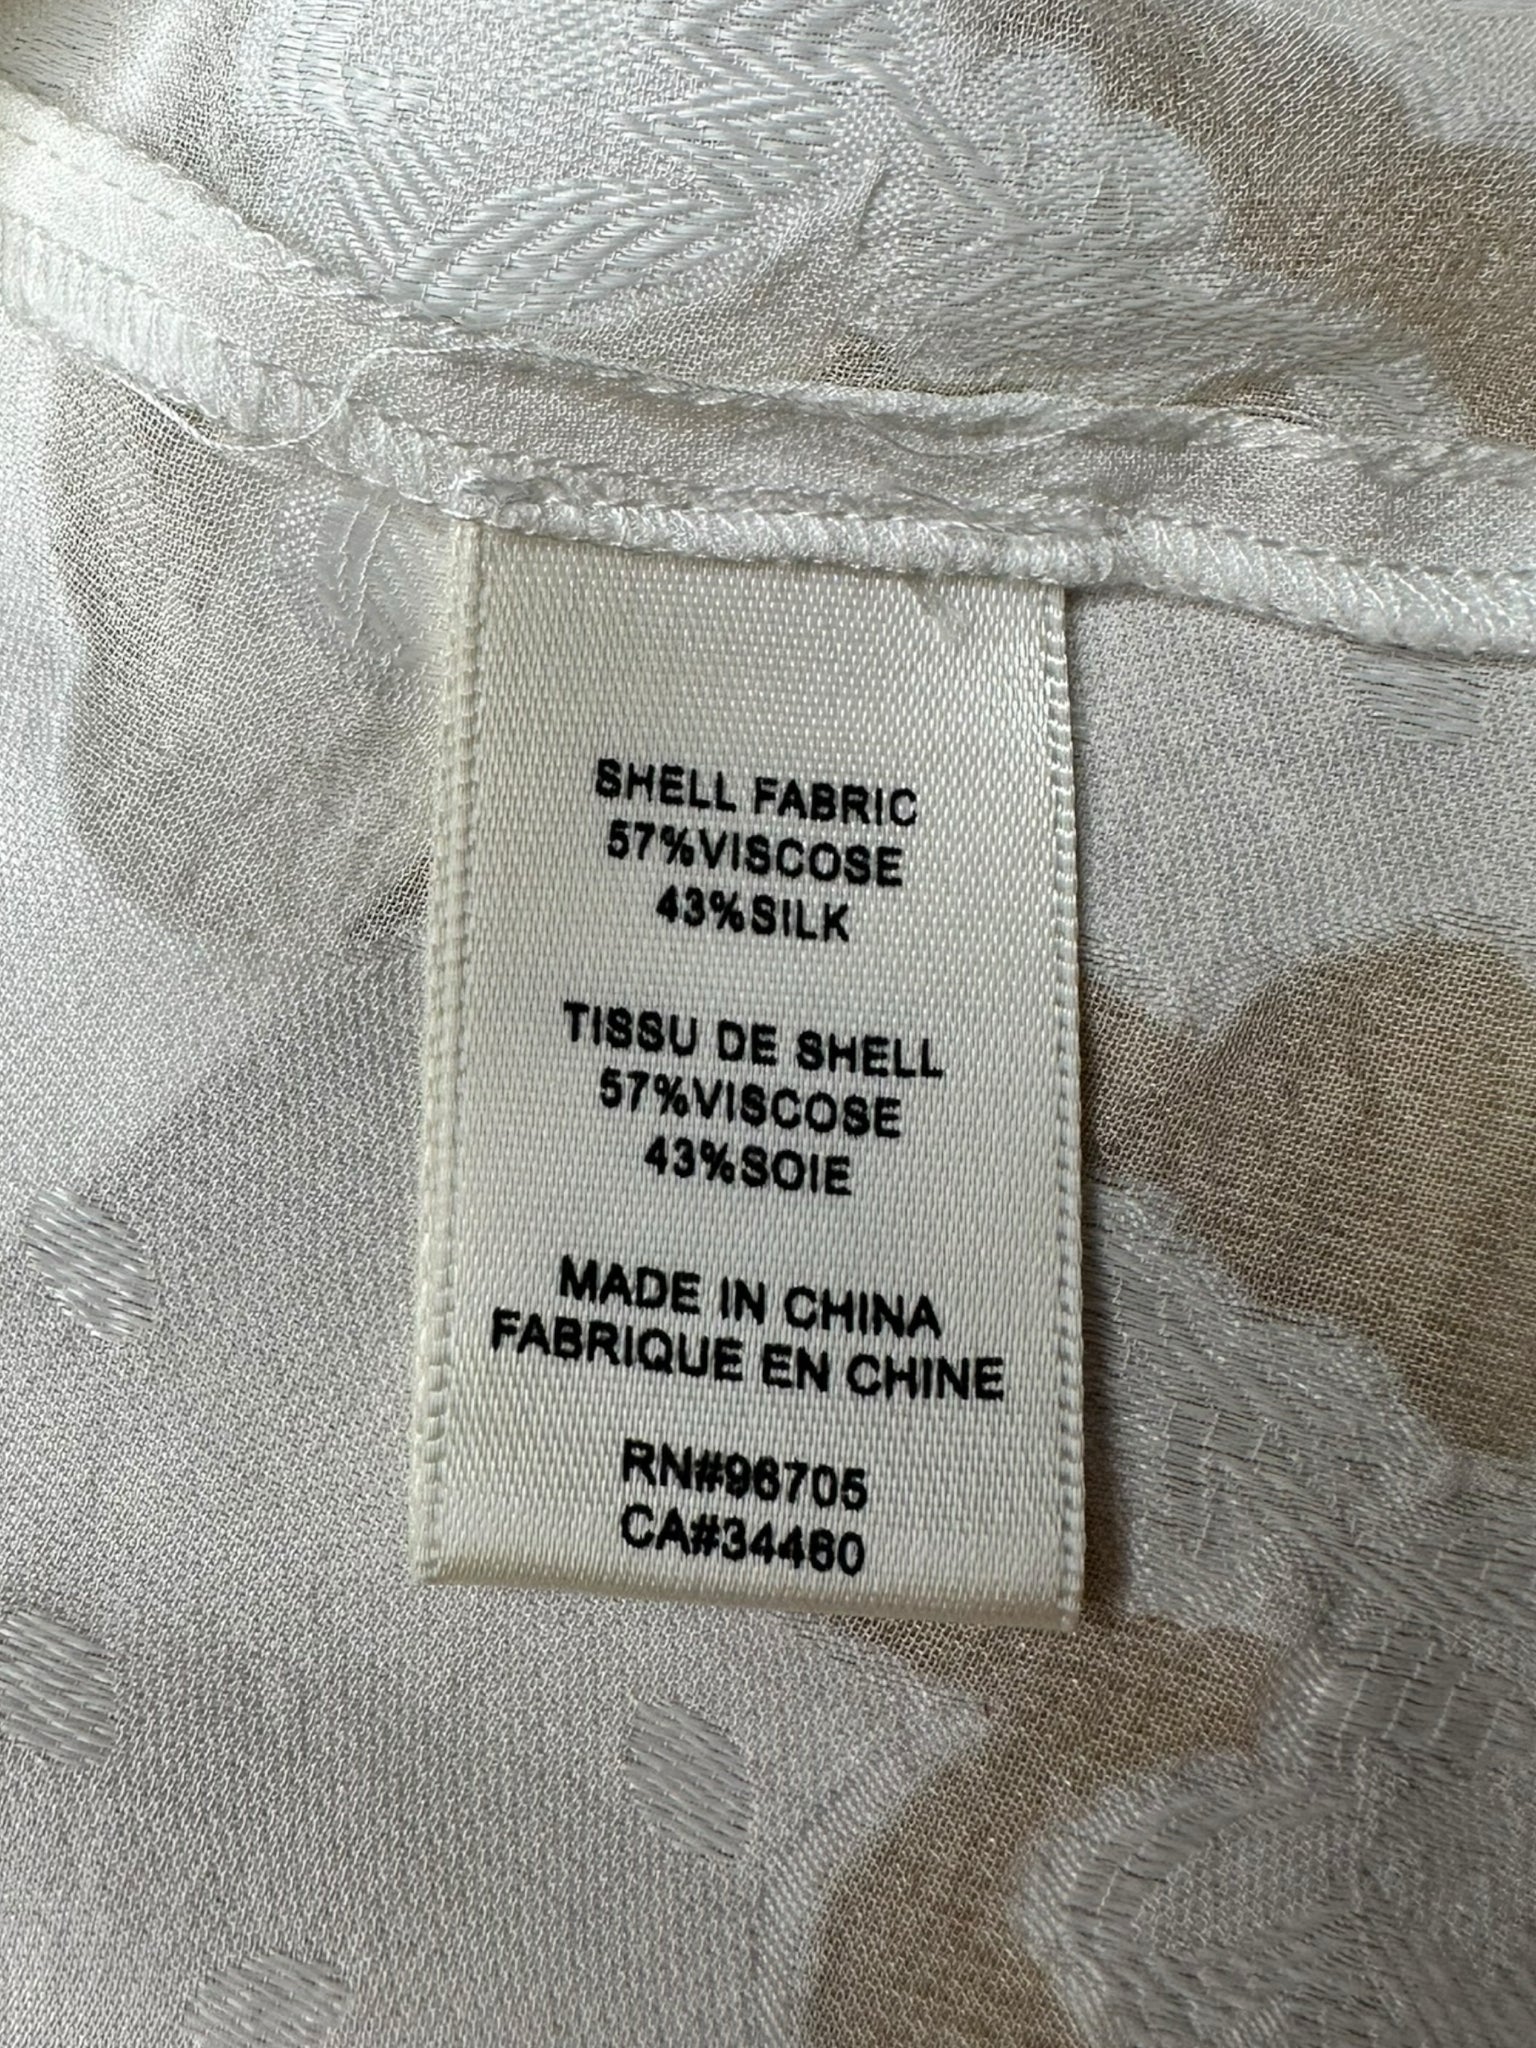 SHELL FABRIC
57%VISCOSE
43%SILK
TISSU DE SHELL
57%VISCOSE
43%SOIE
MADE IN CHINA
FABRIQUE EN CHINE
RN#96705
CA#34460